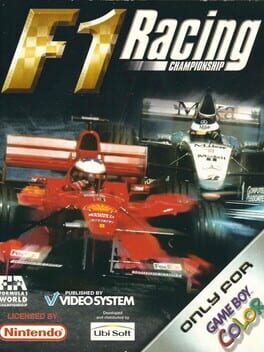 F1 Racing
CHAMPIONSHIP
FIA
FORMULA 1
WORLD
CHAMPIONSHIP
PUBLISHED BY
VIDEO SYSTEM
LICENSED BY
Nintendo
Developed
and distributed by
Ubi Soft
ONLY FOR
GAME BOY
COLOR